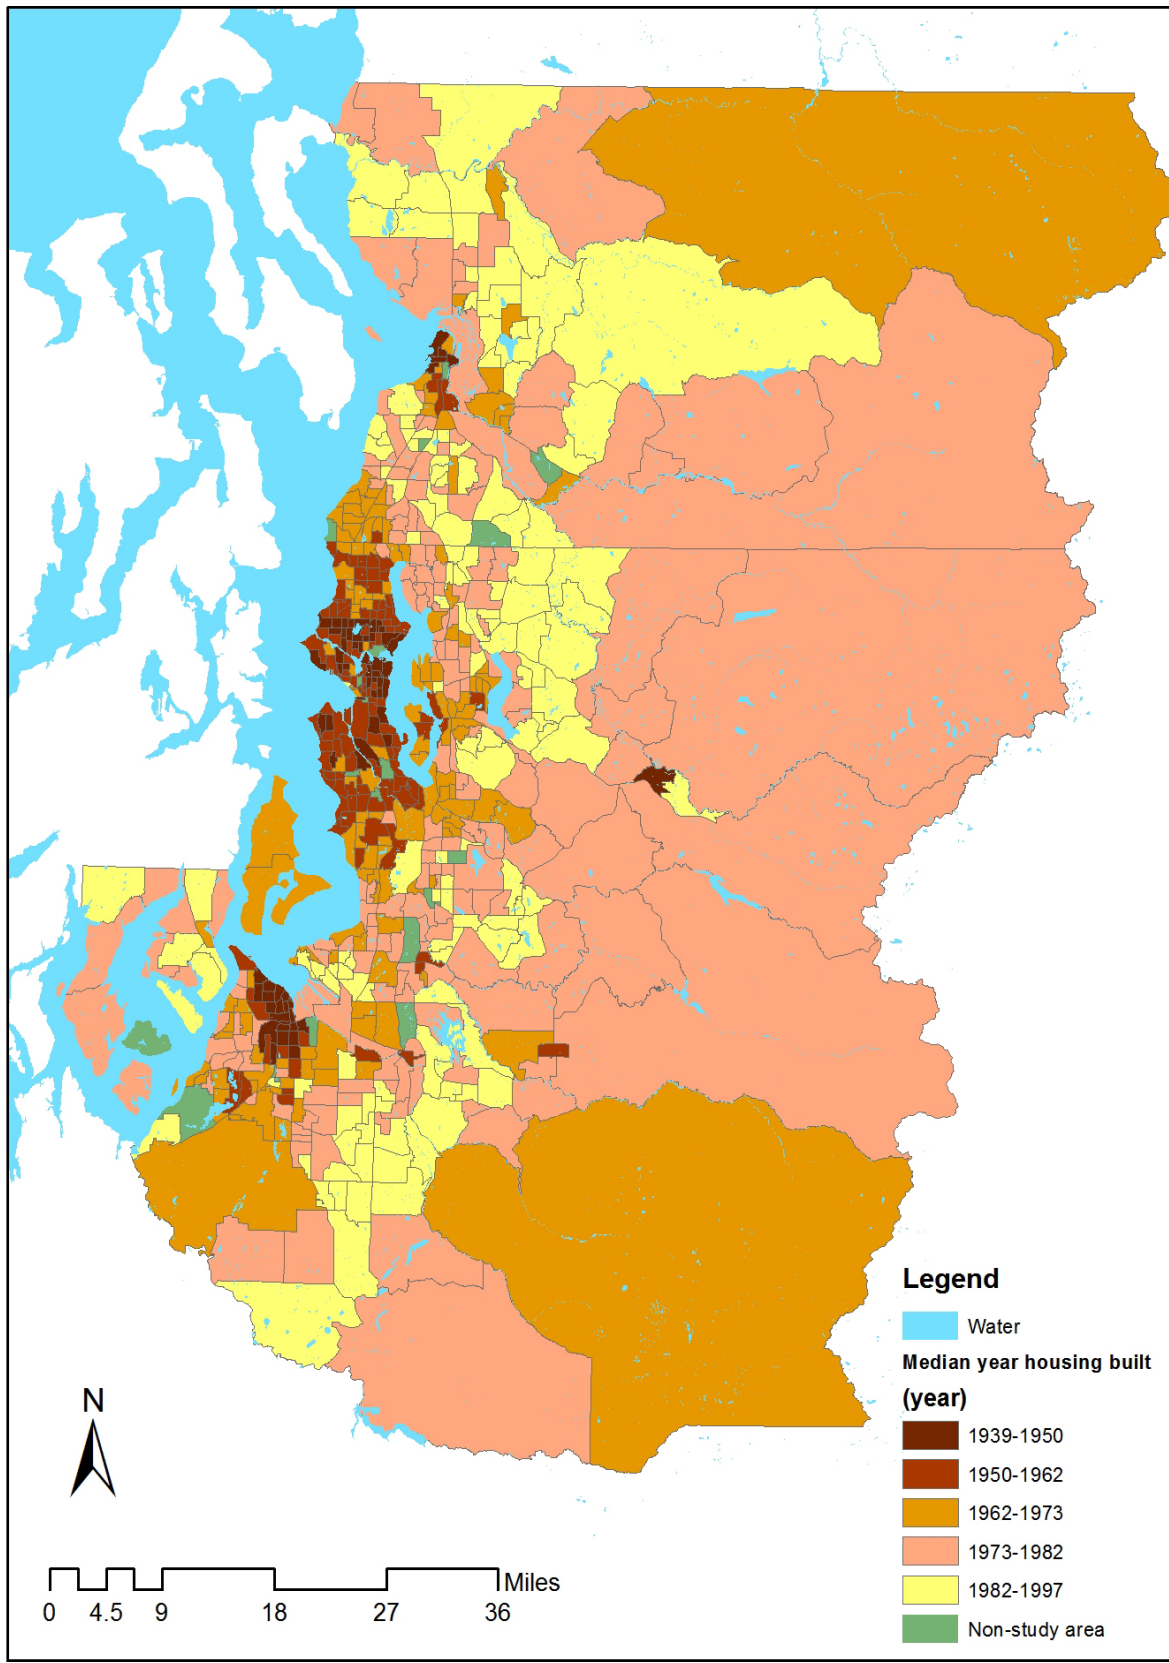 Legend
Water
Median year housing built
(year)
1939-1950
1950-1962
1962-1973
1973-1982
1982-1997
Non-study area
N
Miles
0 4.5 9 18 27 36